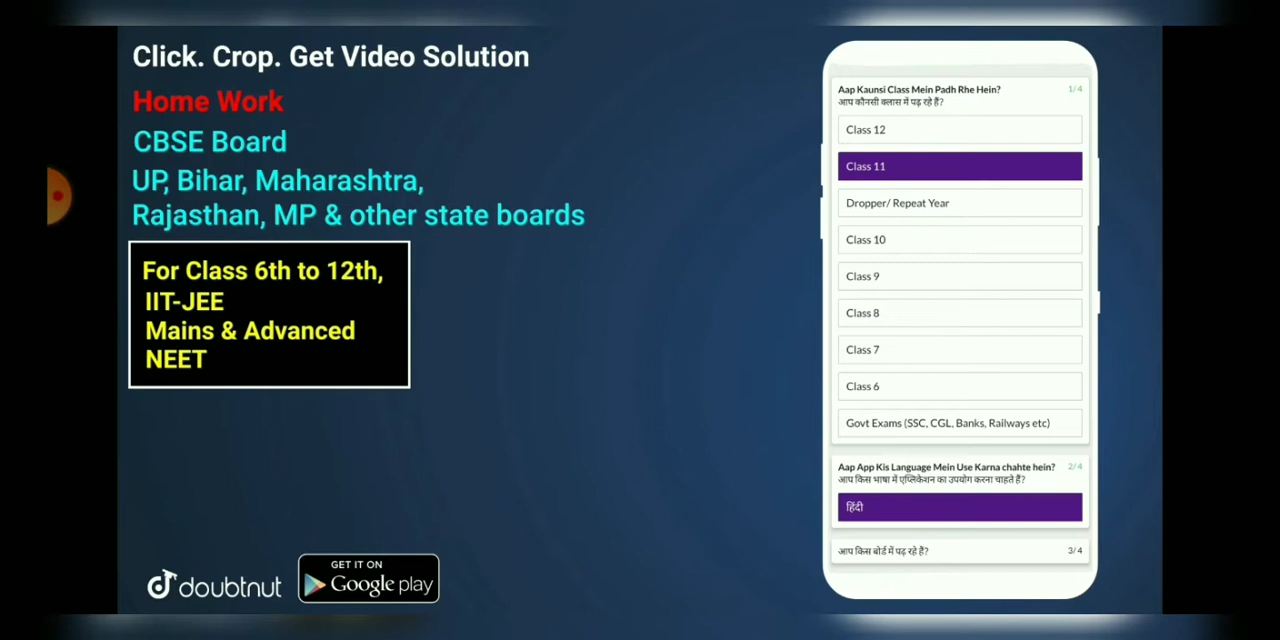 Click. Crop. Get Video Solution
Home Work
CBSE Board
UP, Bihar, Maharashtra,
Rajasthan, MP & other state boards
For Class 6th to 12th,
IIT-JEE
Mains & Advanced
NEET
doubtnut
GET IT ON
Google play
Aap Kaunsi Class Mein Padh Rhe Hein? 1/4
आप कौनसी क्लास में पढ़ रहे हैं?
Class 12
Class 11
Dropper/ Repeat Year
Class 10
Class 9
Class 8
Class 7
Class 6
Govt Exams (SSC, CGL, Banks, Railways etc)
Aap App Kis Language Mein Use Karna chahte hein? 2/4
आप किस भाषा में एप्लिकेशन का उपयोग करना चाहते हैं?
हिंदी
आप किस बोर्ड में पढ़ रहे हैं? 3/4